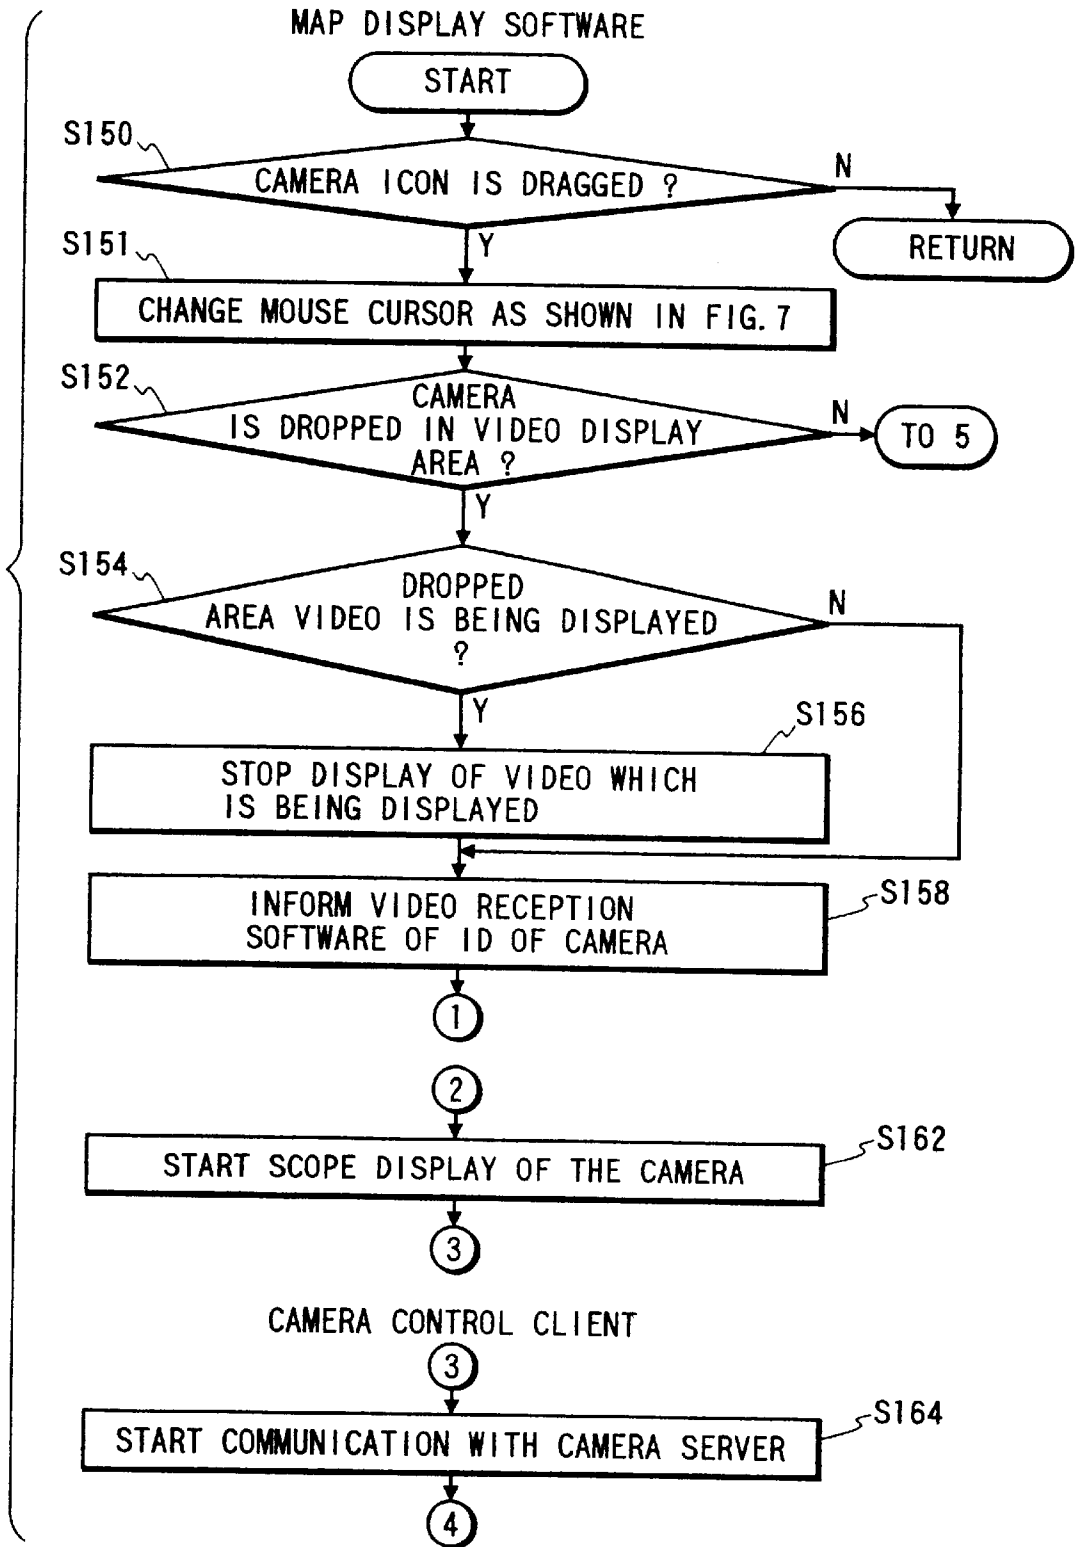 MAP DISPLAY SOFTWARE
START
S150
CAMERA ICON IS DRAGGED ?
N
RETURN
Y
S151
CHANGE MOUSE CURSOR AS SHOWN IN FIG. 7
S152
CAMERA
IS DROPPED IN VIDEO DISPLAY
AREA ?
N
TO 5
Y
S154
DROPPED
AREA VIDEO IS BEING DISPLAYED
?
N
Y
S156
STOP DISPLAY OF VIDEO WHICH
IS BEING DISPLAYED
S158
INFORM VIDEO RECEPTION
SOFTWARE OF ID OF CAMERA
1
2
S162
START SCOPE DISPLAY OF THE CAMERA
3
CAMERA CONTROL CLIENT
3
S164
START COMMUNICATION WITH CAMERA SERVER
4